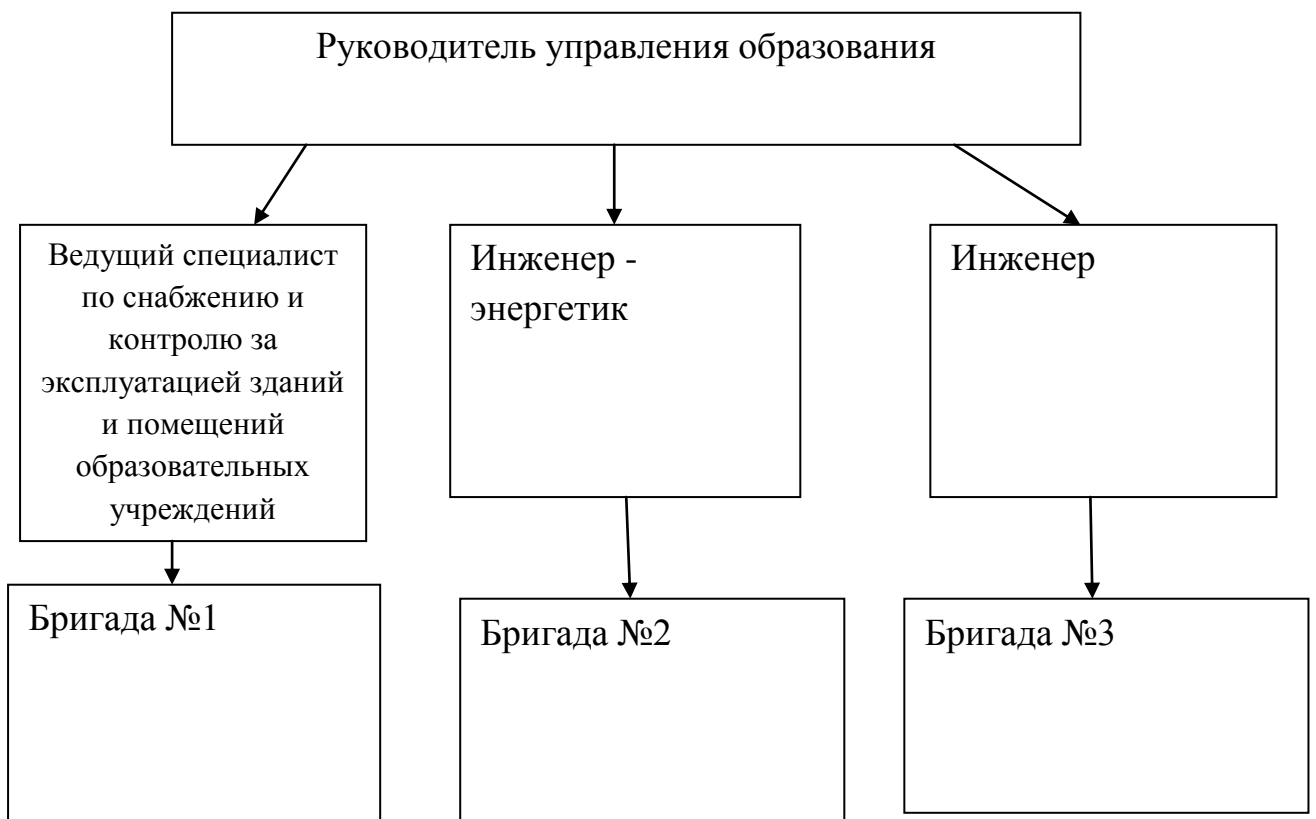 Руководитель управления образования
Ведущий специалист
по снабжению и
контролю за
эксплуатацией зданий
и помещений
образовательных
учреждений
Инженер -
энергетик
Инженер
Бригада №1
Бригада №2
Бригада №3